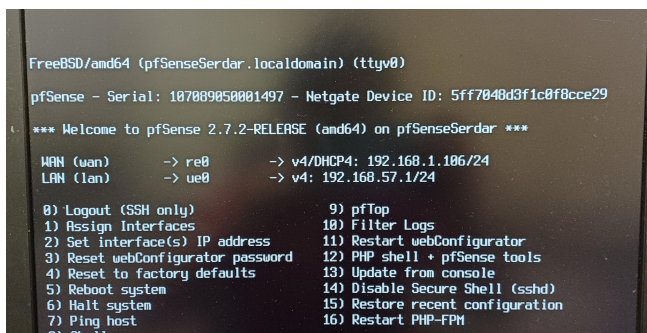 FreeBSD/amd64 (pfSenseSerdar.localdomain) (ttyv0)
pfSense - Serial: 107089050001497 - Netgate Device ID: 5ff7048d3f1c0f8cce29
*** Welcome to pfSense 2.7.2-RELEASE (amd64) on pfSenseSerdar ***
WAN (wan) -> re0 -> v4/DHCP4: 192.168.1.106/24
LAN (lan) -> ue0 -> v4: 192.168.57.1/24
0) Logout (SSH only) 9) pfTop
1) Assign Interfaces 10) Filter Logs
2) Set interface(s) IP address 11) Restart webConfigurator
3) Reset webConfigurator password 12) PHP shell + pfSense tools
4) Reset to factory defaults 13) Update from console
5) Reboot system 14) Disable Secure Shell (sshd)
6) Halt system 15) Restore recent configuration
7) Ping host 16) Restart PHP-FPM